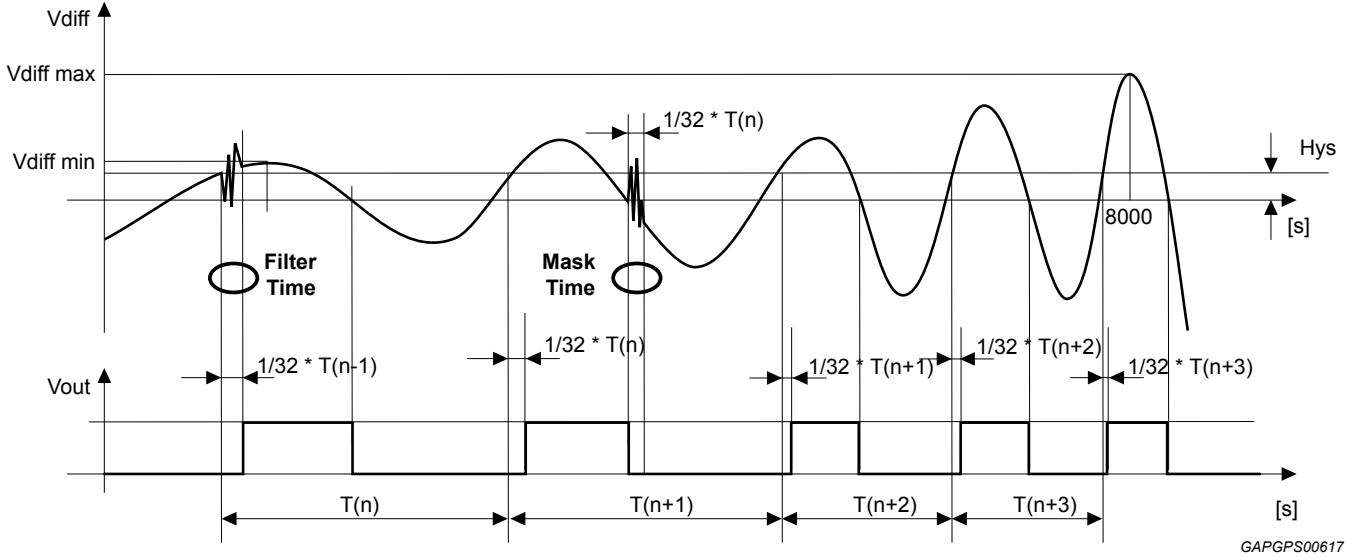 Vdiff
Vdiff max
1/32 * T(n)
Vdiff min
Hys
8000
[s]
Filter
Time
Mask
Time
1/32 * T(n-1)
1/32 * T(n)
1/32 * T(n+1)
1/32 * T(n+2)
1/32 * T(n+3)
Vout
T(n)
T(n+1)
T(n+2)
T(n+3)
[s]
GAPGPS00617